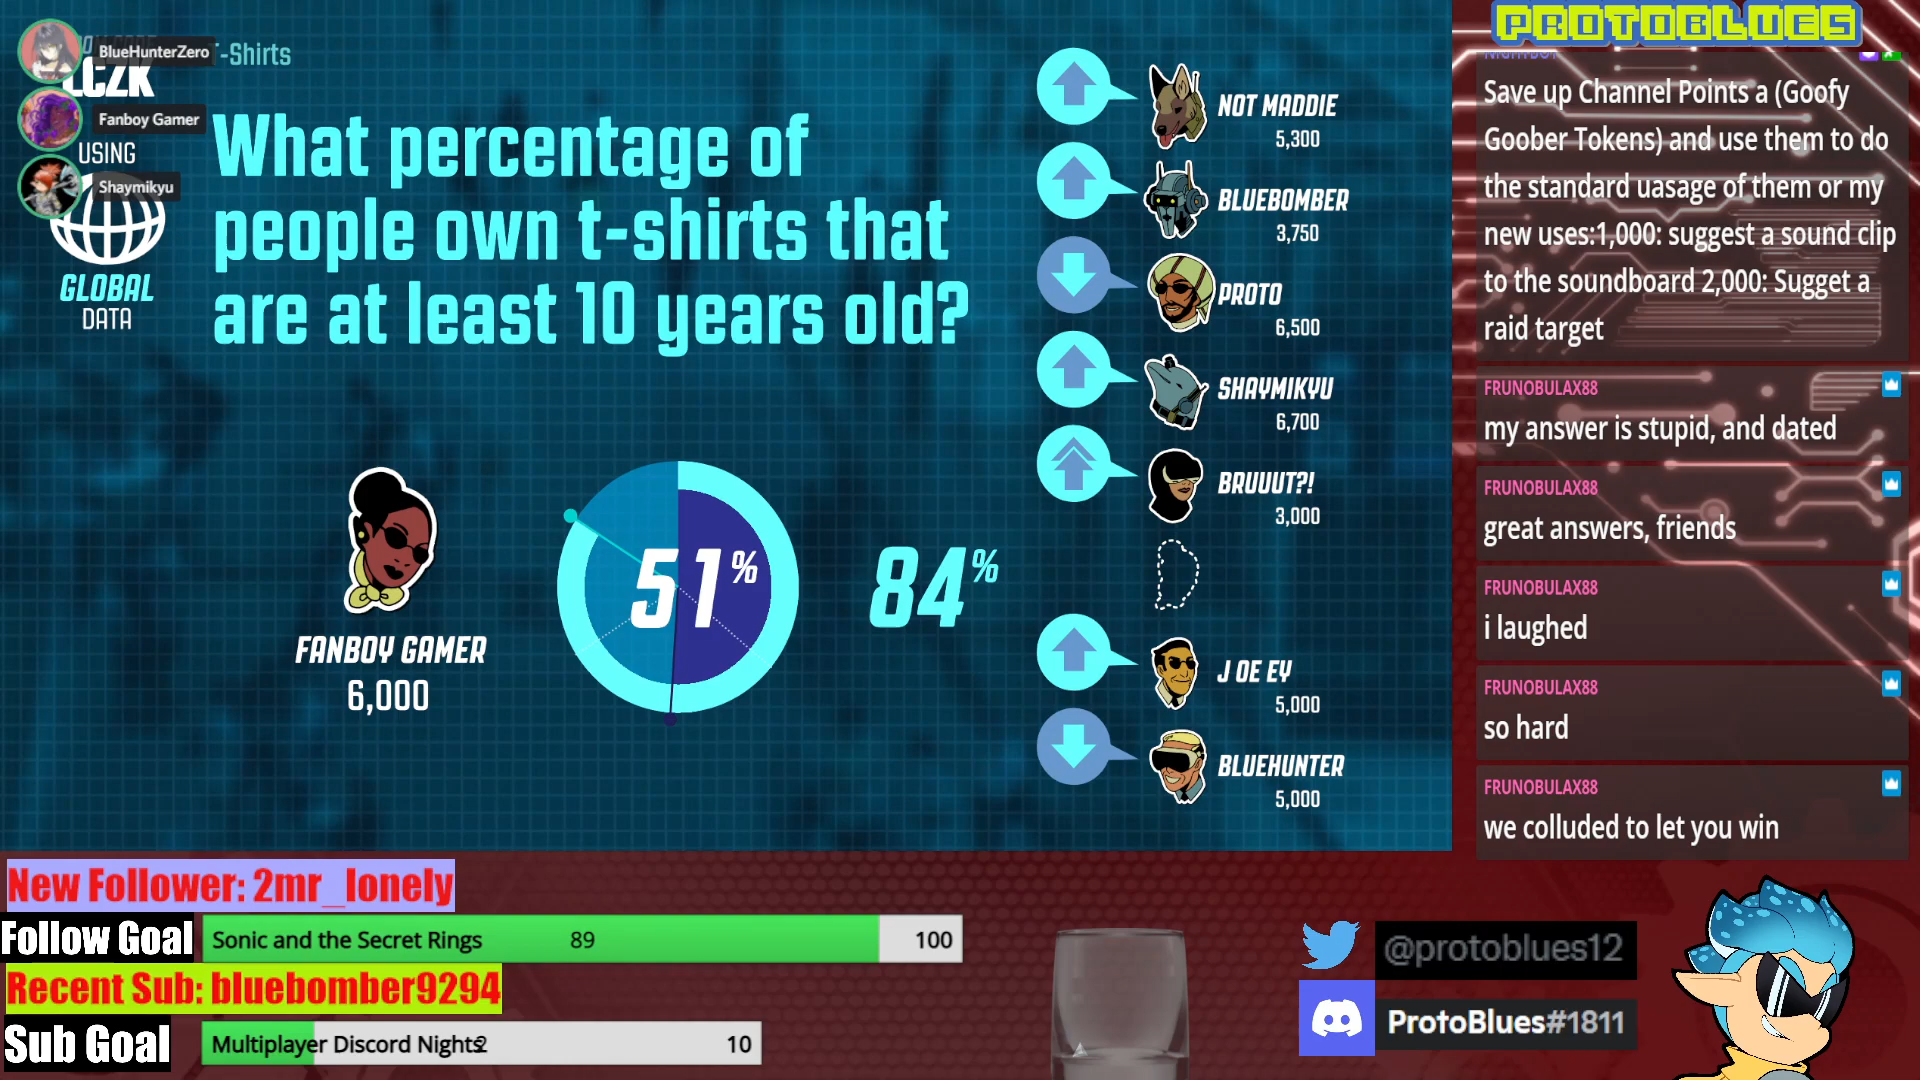 BlueHunterZero
T-Shirts
LCZK
Fanboy Gamer
USING
Shaymikyu
GLOBAL
DATA
What percentage of
people own t-shirts that
are at least 10 years old?
FANBOY GAMER
6,000
51%
84%
NOT MADDIE
5,300
BLUEBOMBER
3,750
PROTO
6,500
SHAYMIKYU
6,700
BRUUUT?!
3,000
J OE EY
5,000
BLUEHUNTER
5,000
PROTOBLUES
NIGHTBOT
Save up Channel Points a (Goofy
Goober Tokens) and use them to do
the standard uasage of them or my
new uses:1,000: suggest a sound clip
to the soundboard 2,000: Sugget a
raid target
FRUNOBULAX88
my answer is stupid, and dated
FRUNOBULAX88
great answers, friends
FRUNOBULAX88
i laughed
FRUNOBULAX88
so hard
FRUNOBULAX88
we colluded to let you win
New Follower: 2mr_lonely
Follow Goal
Sonic and the Secret Rings 89 100
Recent Sub: bluebomber9294
Sub Goal
Multiplayer Discord Nights 2 10
@protoblues12
ProtoBlues#1811